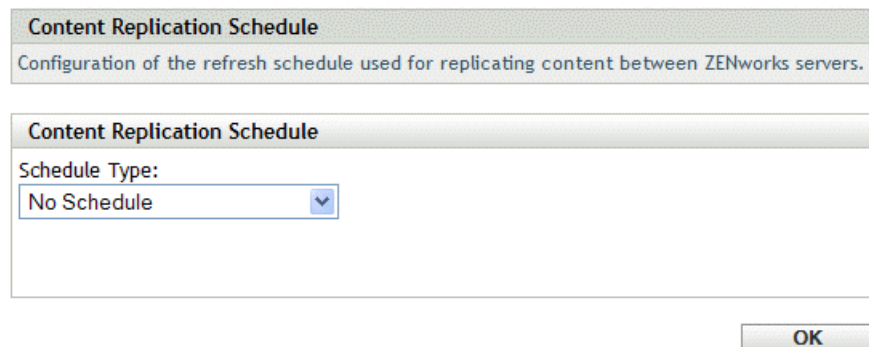 Content Replication Schedule
Configuration of the refresh schedule used for replicating content between ZENworks servers.
Content Replication Schedule
Schedule Type:
No Schedule
OK